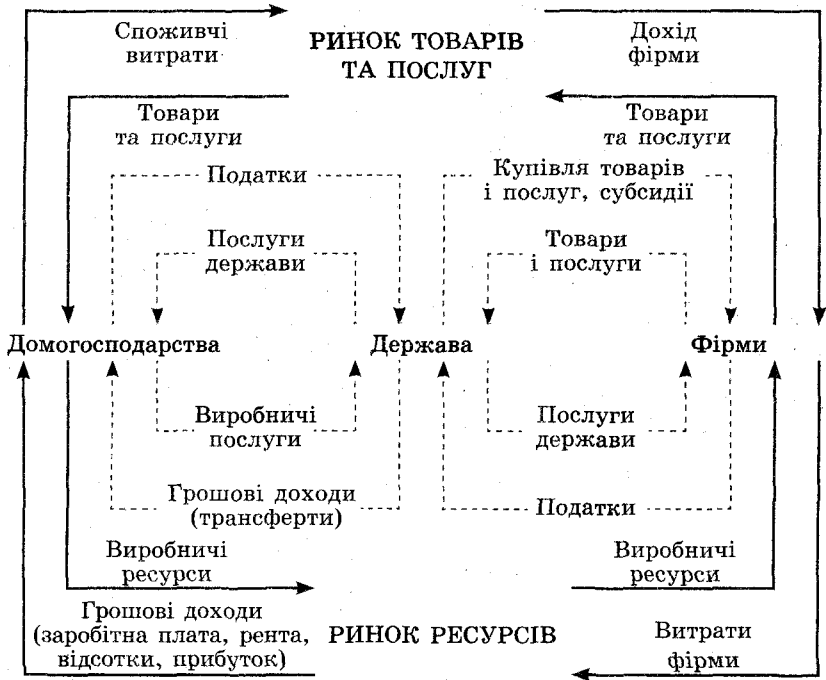 Споживчі
витрати
РИНОК ТОВАРІВ
ТА ПОСЛУГ
Дохід
фірми
Товари
та послуги
Товари
та послуги
Податки
Купівля товарів
і послуг, субсидії
Послуги
держави
Товари
і послуги
Домогосподарства
Держава
Фірми
Виробничі
послуги
Послуги
держави
Грошові доходи
(трансферти)
Податки
Виробничі
ресурси
Виробничі
ресурси
Грошові доходи
(заробітна плата, рента,
відсотки, прибуток)
РИНОК РЕСУРСІВ
Витрати
фірми